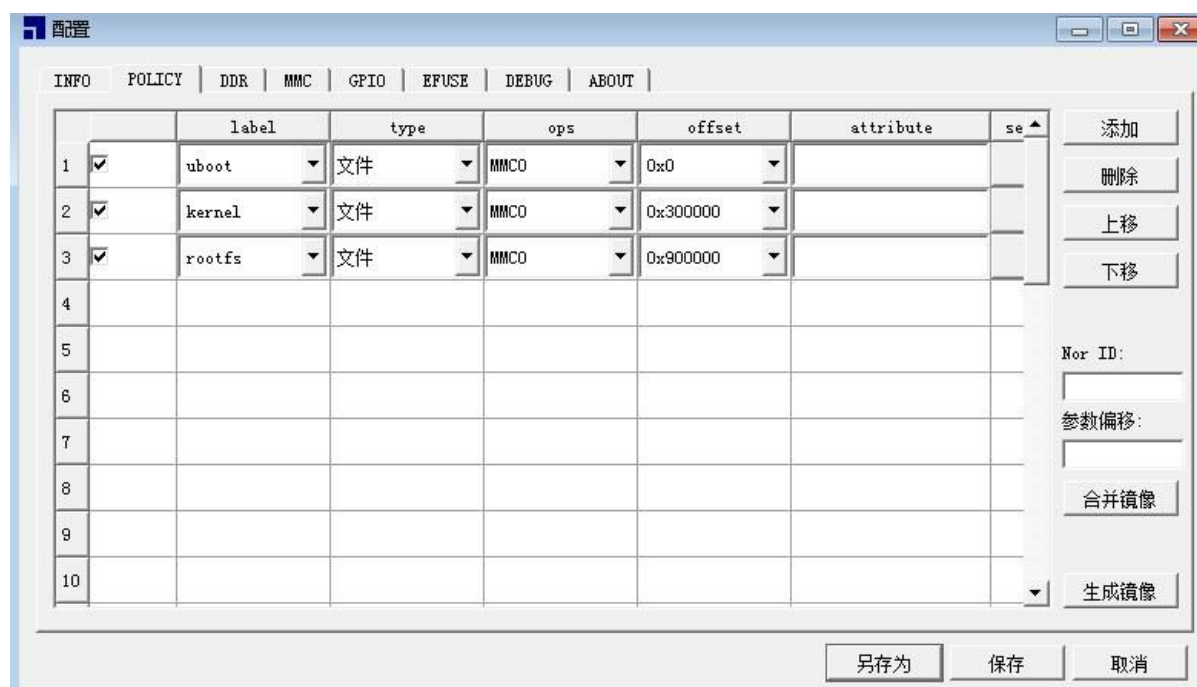 配置
INFO POLICY DDR MMC GPIO EFUSE DEBUG ABOUT
label type ops offset attribute se
1 uboot 文件 MMC0 0x0
2 kernel 文件 MMC0 0x300000
3 rootfs 文件 MMC0 0x900000
4
5
6
7
8
9
10
添加
删除
上移
下移
Nor ID:
参数偏移:
合并镜像
生成镜像
另存为 保存 取消